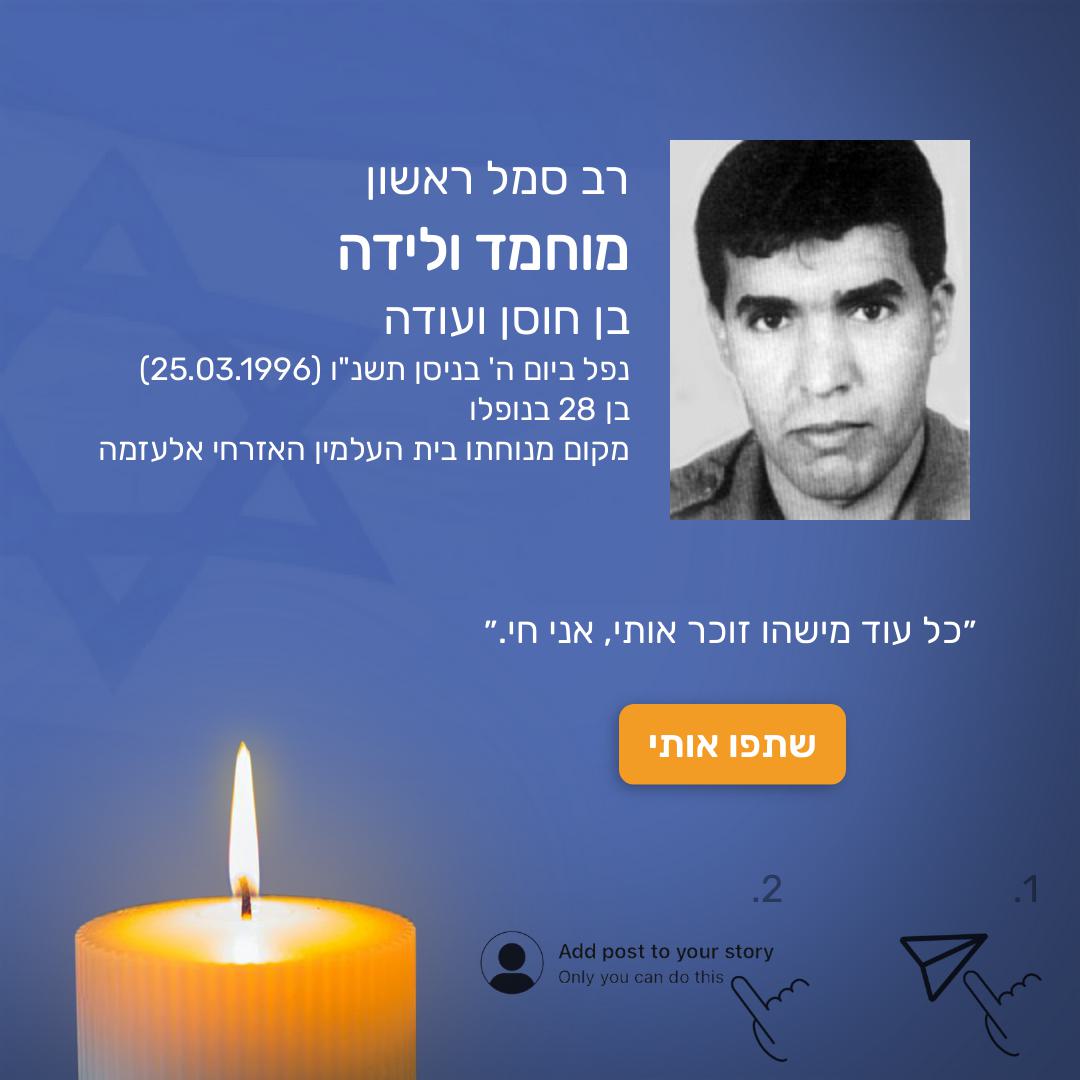 רב סמל ראשון
מוחמד ולידה
בן חוסן ועודה
נפל ביום ה' בניסן תשנ"ו (25.03.1996)
בן 28 בנופלו
מקום מנוחתו בית העלמין האזרחי אלעזמה
״כל עוד מישהו זוכר אותי, אני חי.״
שתפו אותי
1.
2.
Add post to your story
Only you can do this